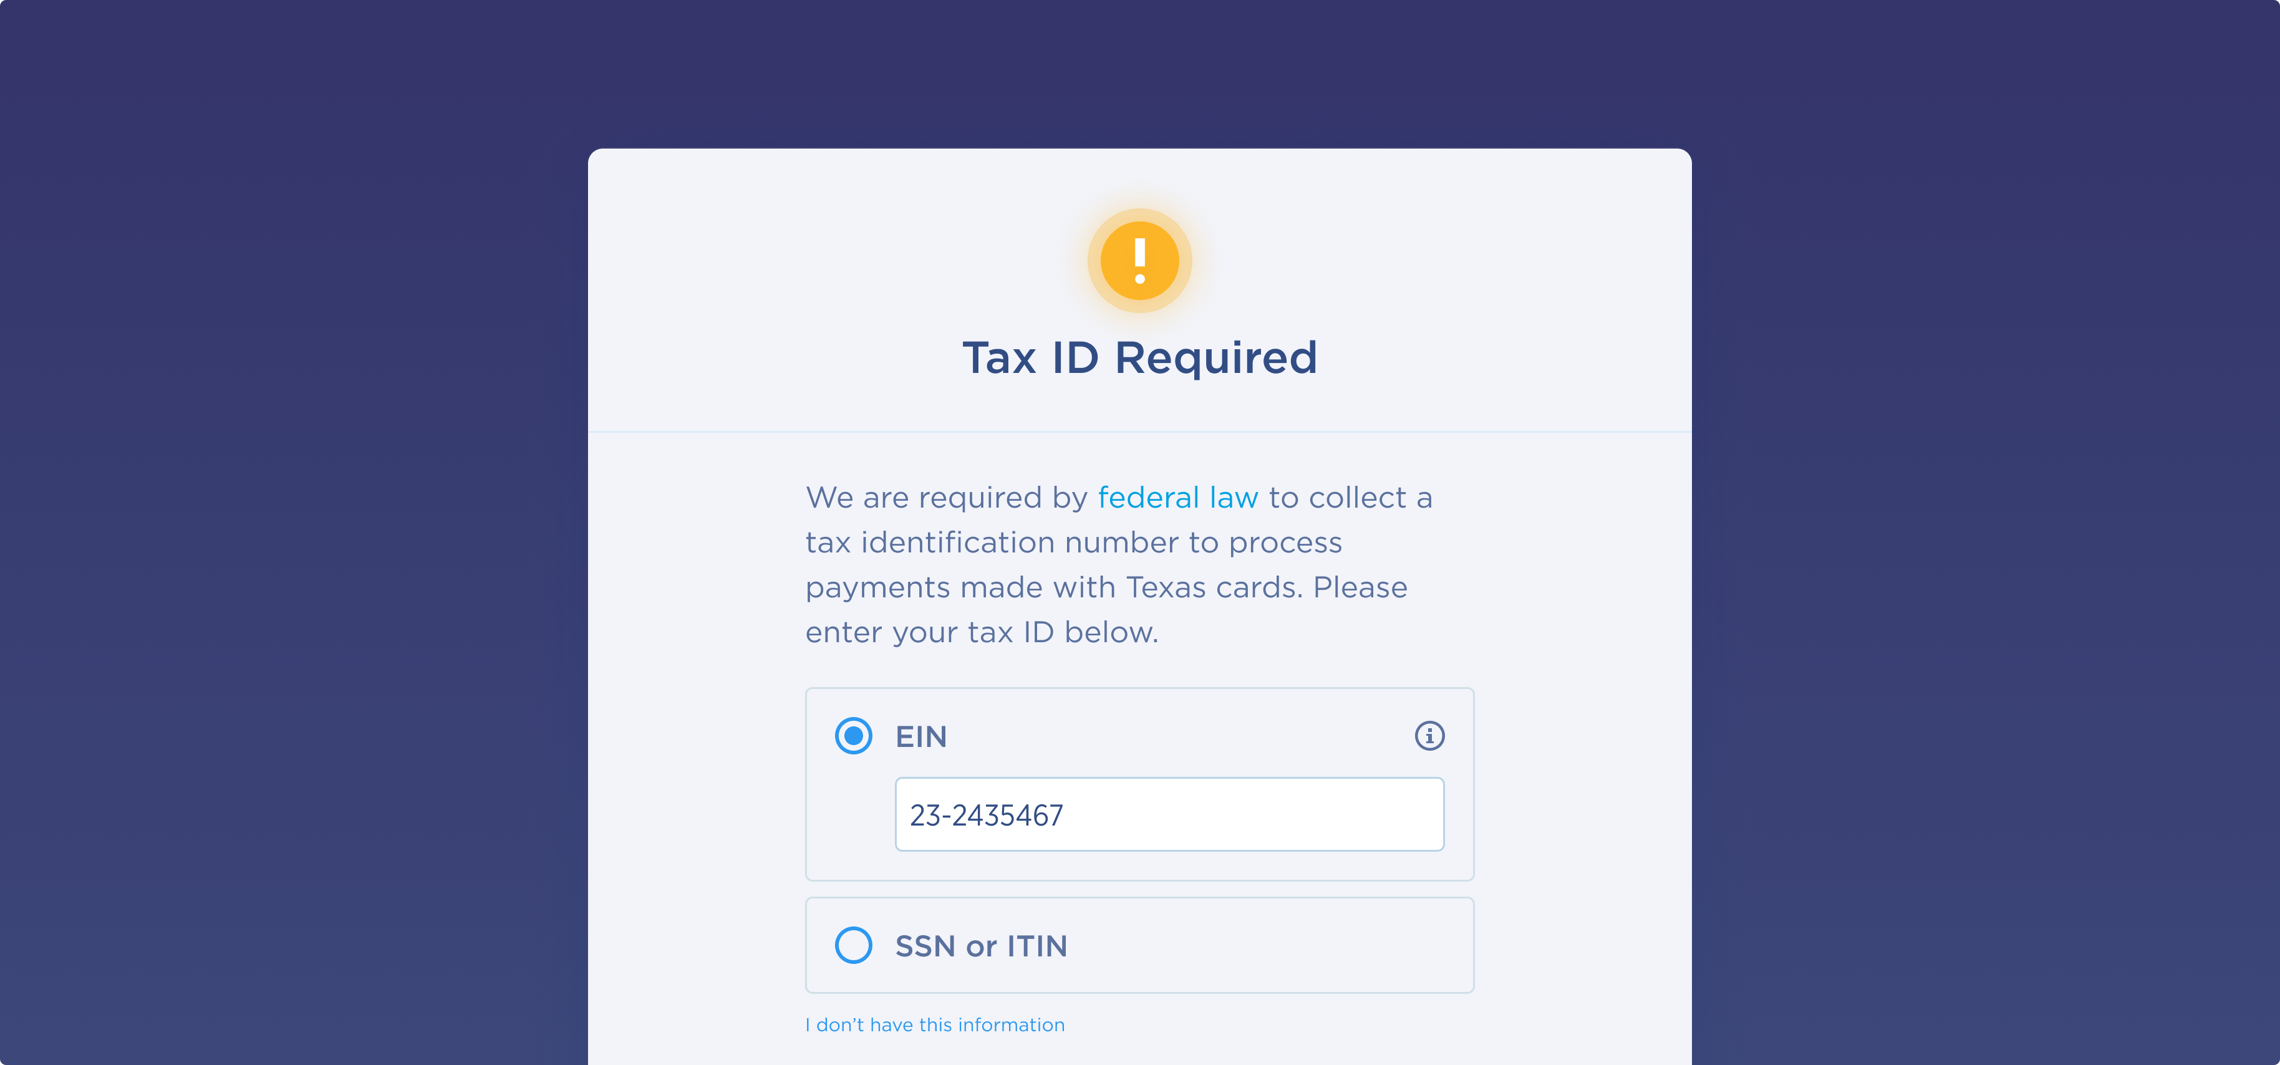 Tax ID Required
We are required by federal law to collect a
tax identification number to process
payments made with Texas cards. Please
enter your tax ID below.
EIN
23-2435467
SSN or ITIN
I don’t have this information